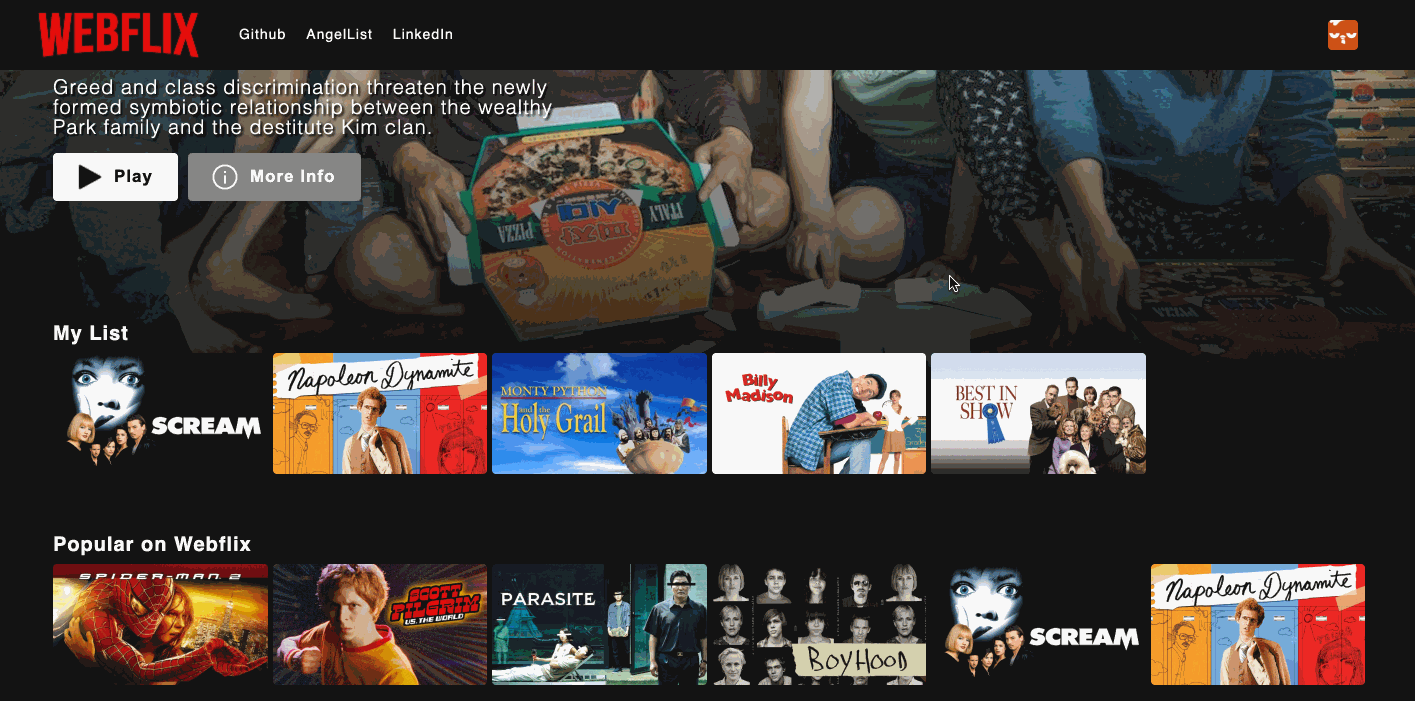 WEBFLIX
Github AngelList LinkedIn
Greed and class discrimination threaten the newly
formed symbiotic relationship between the wealthy
Park family and the destitute Kim clan.
Play
More Info
PIZZA
My List
SCREAM
Napoleon Dynamite
MONTY PYTHON
and the
Holy Grail
Billy
Madison
BEST IN
SHOW
Popular on Webflix
SPIDER-MAN 2
SCOTT
PILGRIM
VS. THE WORLD
PARASITE
BOYHOOD
SCREAM
Napoleon Dynamite